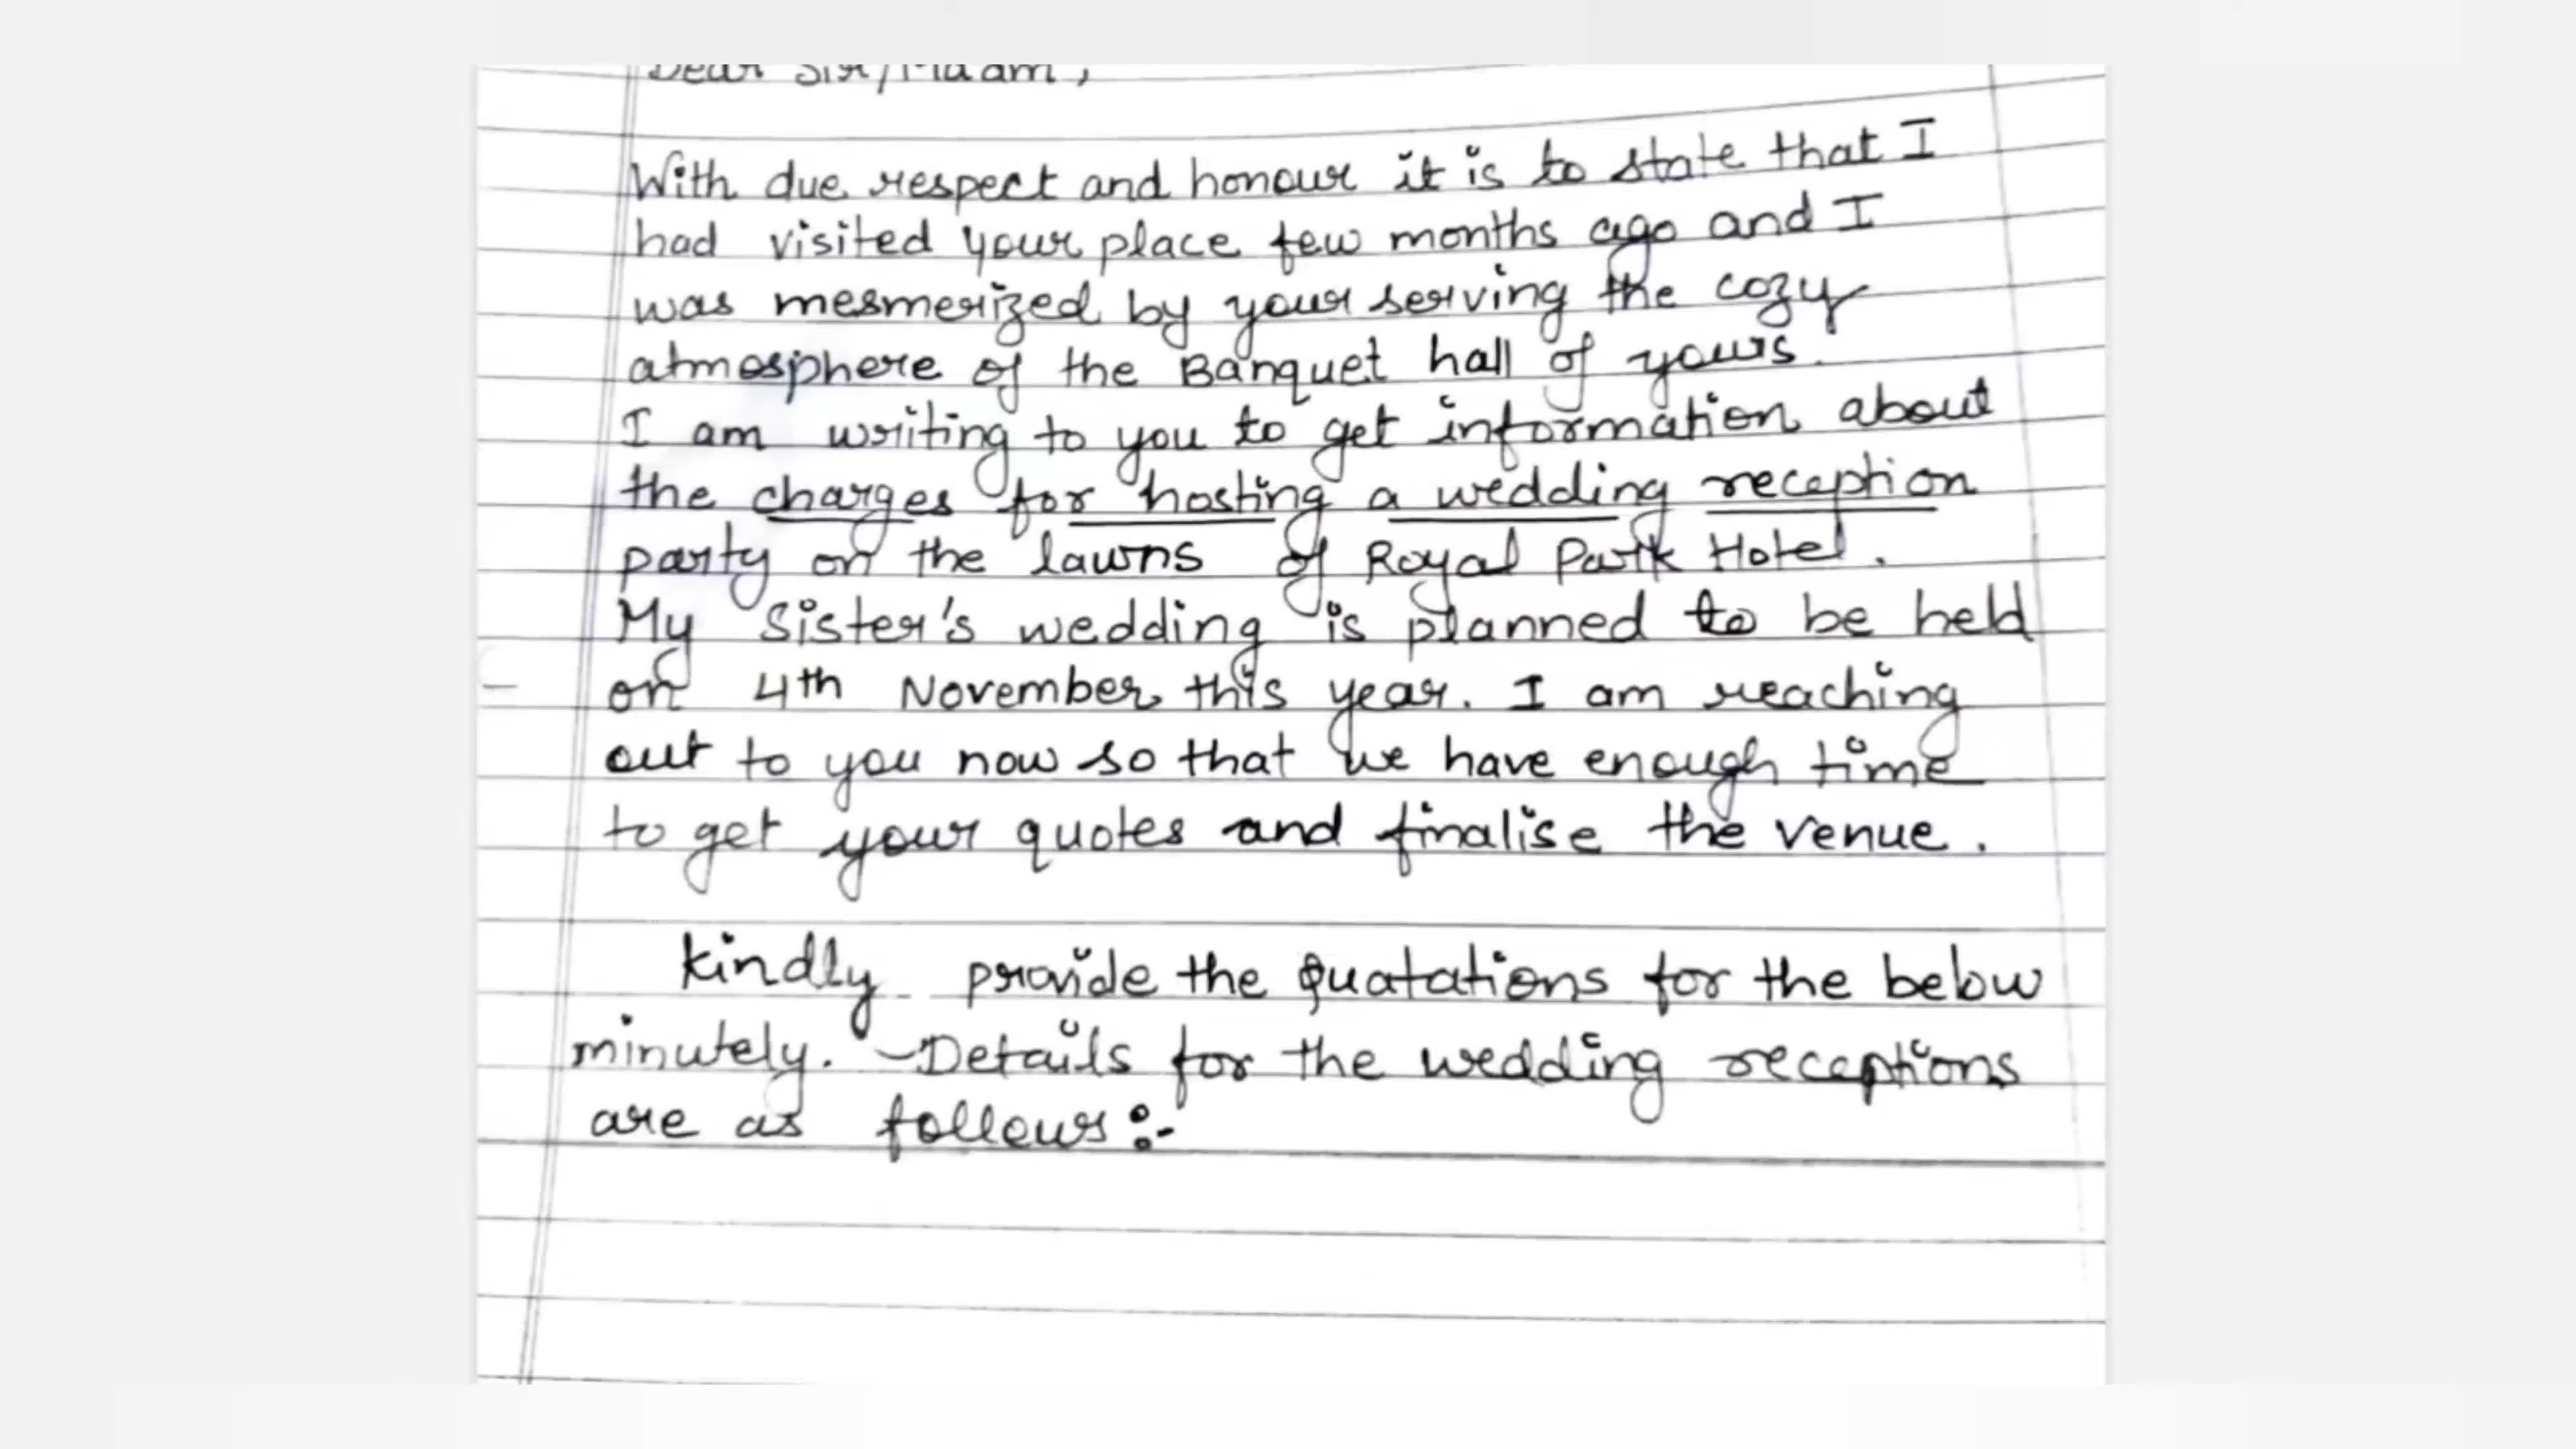 Dear Sir/Ma'am,
With due respect and honour it is to state that I
had visited your place few months ago and I
was mesmerized by your serving the cozy
atmosphere of the Banquet hall of yours.
I am writing to you to get information about
the charges for hosting a wedding reception
party on the lawns of Royal Park Hotel.
My Sister's wedding is planned to be held
on 4th November this year. I am reaching
out to you now so that we have enough time
to get your quotes and finalise the venue.
kindly provide the quatations for the below
minutely. -Details for the wedding receptions
are as follows:-